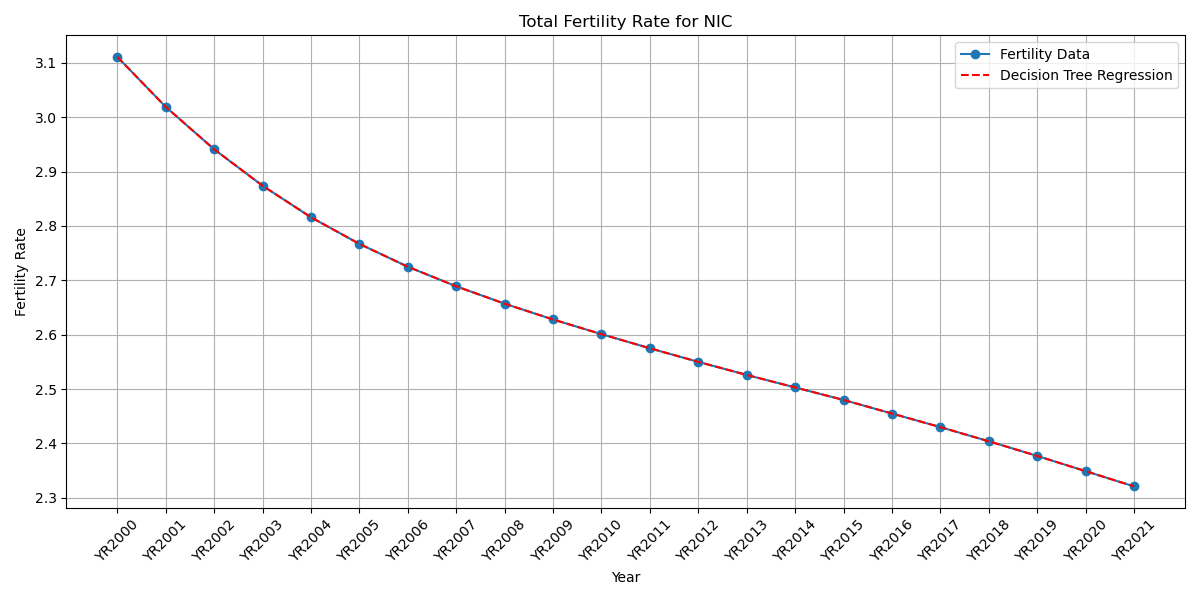 Total Fertility Rate for NIC
Fertility Data
Decision Tree Regression
Fertility Rate
3.1
3.0
2.9
2.8
2.7
2.6
2.5
2.4
2.3
YR2000
YR2001
YR2002
YR2003
YR2004
YR2005
YR2006
YR2007
YR2008
YR2009
YR2010
YR2011
YR2012
YR2013
YR2014
YR2015
YR2016
YR2017
YR2018
YR2019
YR2020
YR2021
Year